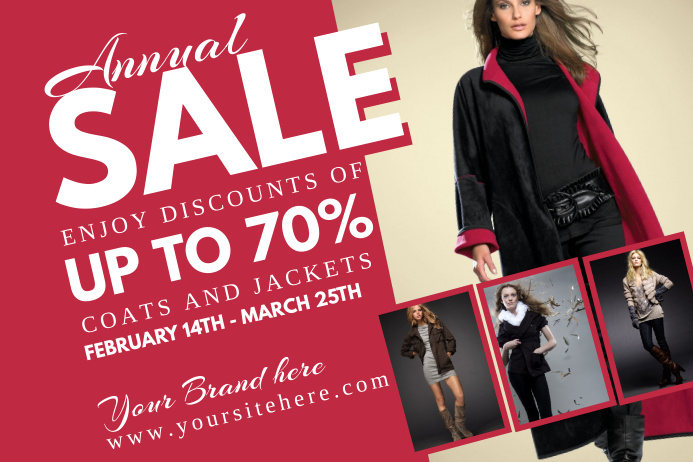 Annual
SALE
ENJOY DISCOUNTS OF
UP TO 70%
COATS AND JACKETS
FEBRUARY 14TH - MARCH 25TH
Your Brand here
www.yoursitehere.com